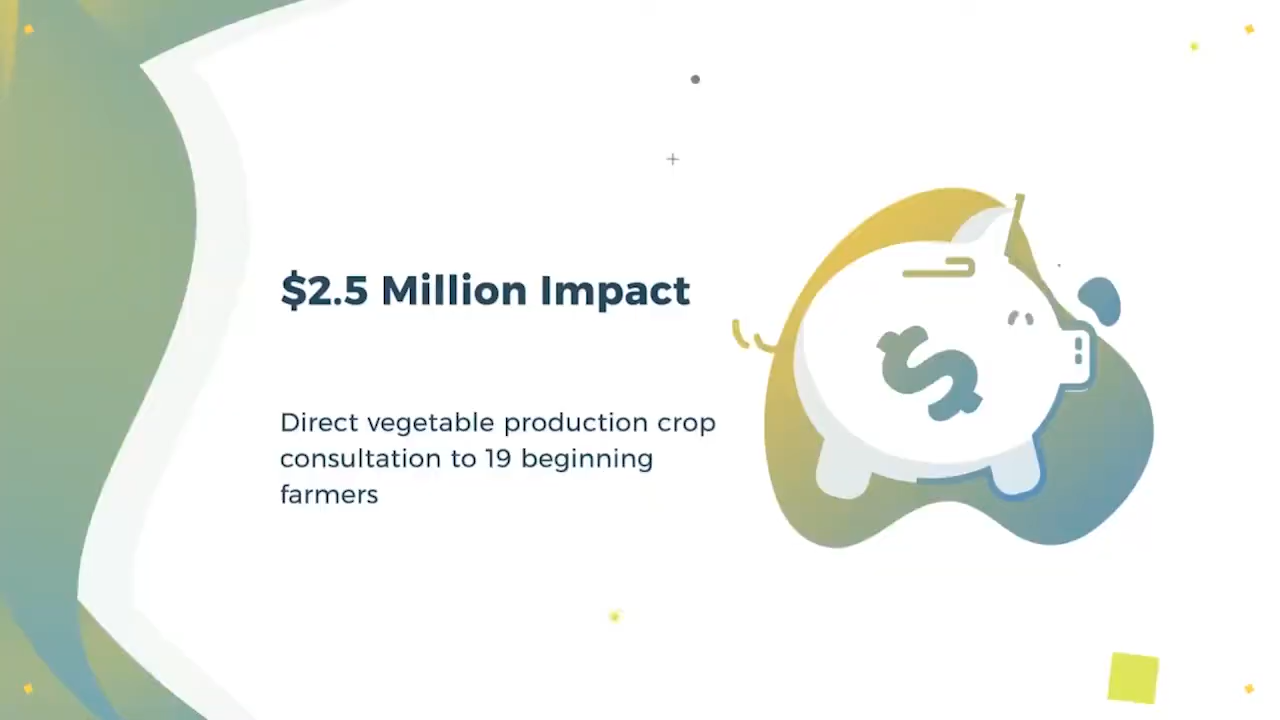 $2.5 Million Impact
Direct vegetable production crop
consultation to 19 beginning
farmers
$